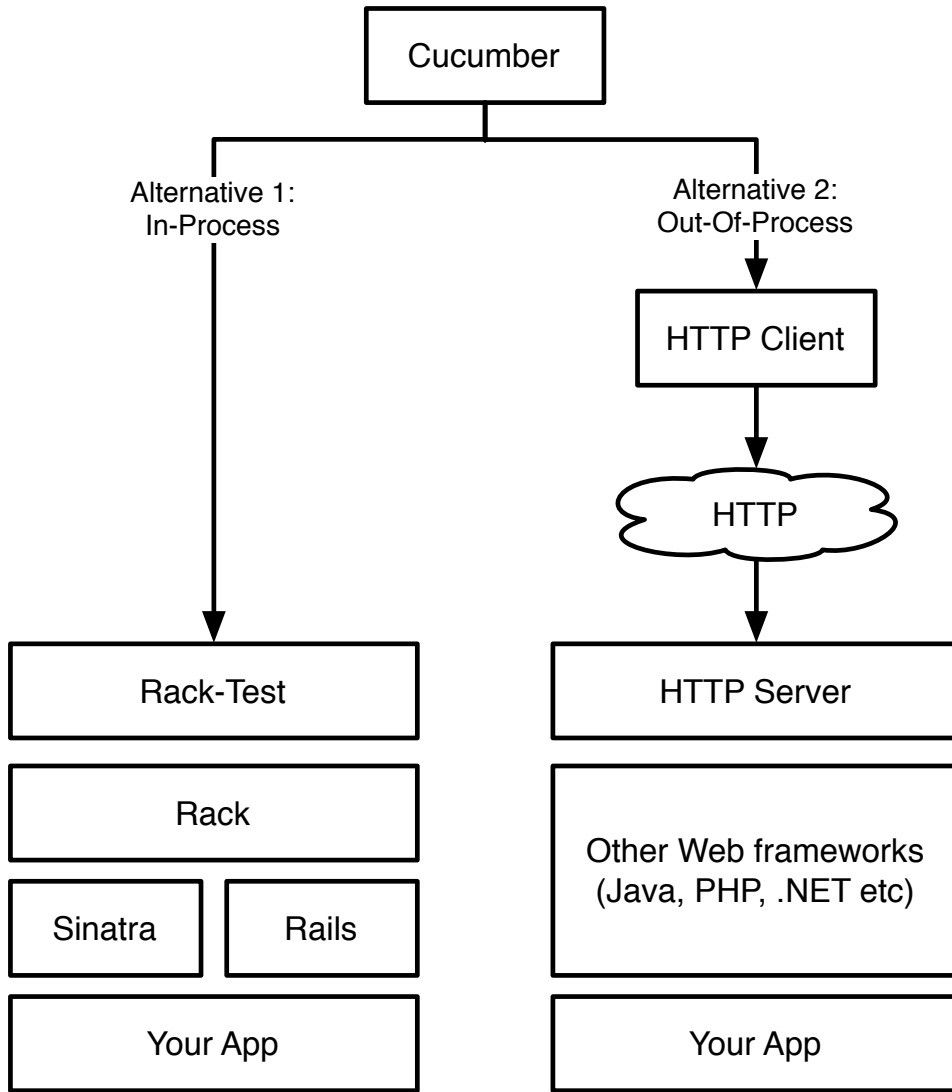 Cucumber
Alternative 1:
In-Process
Alternative 2:
Out-Of-Process
HTTP Client
HTTP
Rack-Test
HTTP Server
Rack
Other Web frameworks
(Java, PHP, .NET etc)
Sinatra
Rails
Your App
Your App